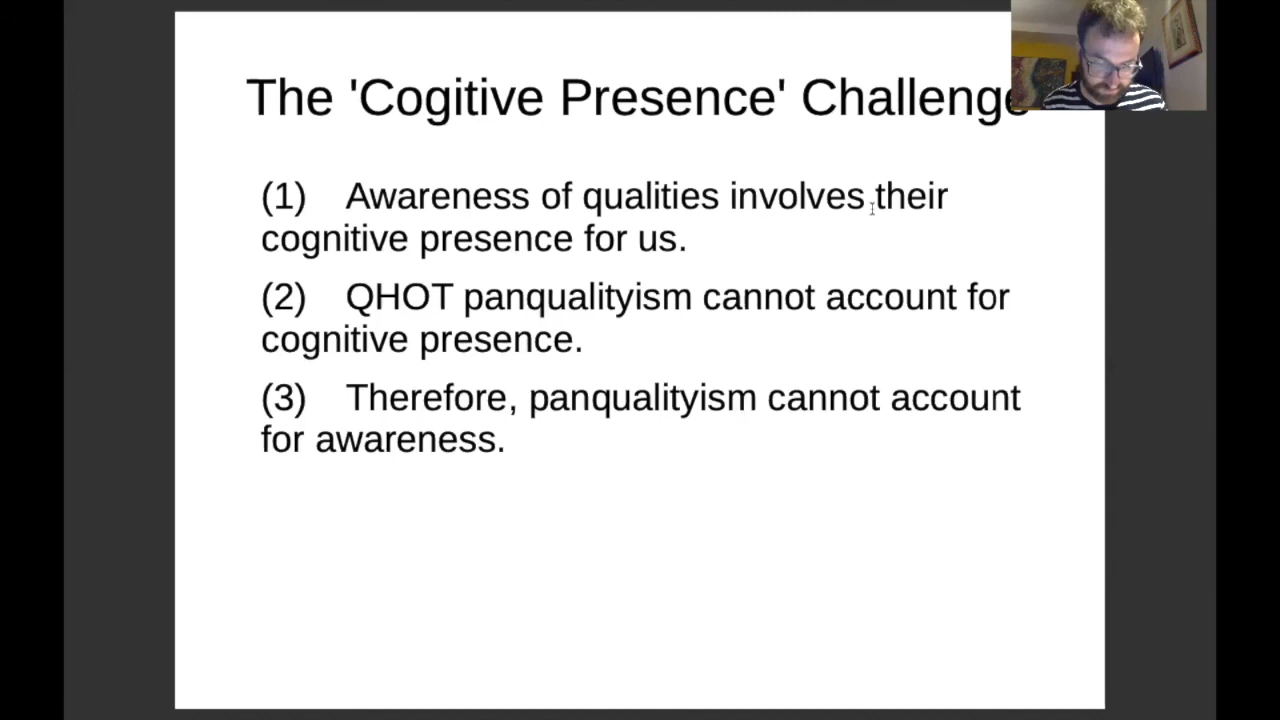 The 'Cogitive Presence' Challenge
(1) Awareness of qualities involves their
cognitive presence for us.
(2) QHOT panqualityism cannot account for
cognitive presence.
(3) Therefore, panqualityism cannot account
for awareness.